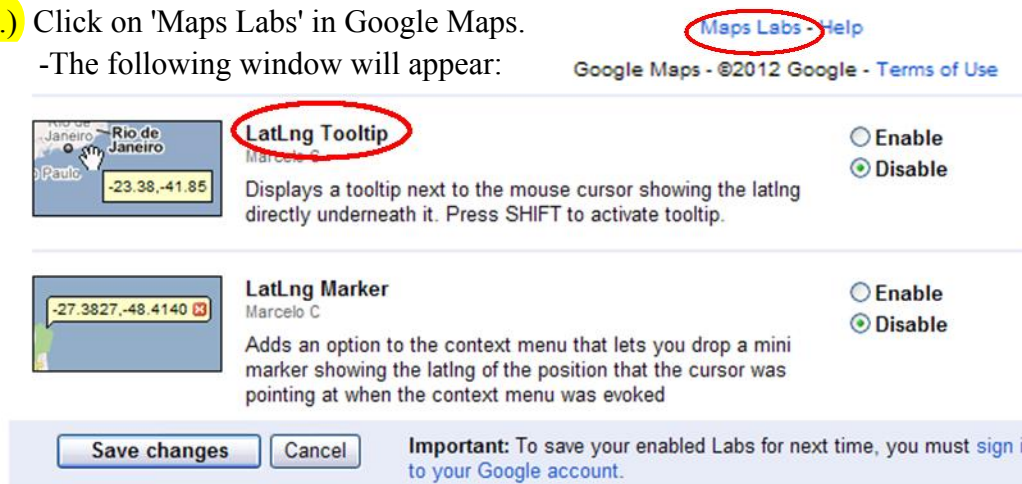 .) Click on 'Maps Labs' in Google Maps.
Maps Labs - Help
-The following window will appear:
Google Maps - ©2012 Google - Terms of Use
Janeiro
Rio de
Janeiro
Paulo
-23.38,-41.85
LatLng Tooltip
Marcelo C
Enable
Disable
Displays a tooltip next to the mouse cursor showing the latlng
directly underneath it. Press SHIFT to activate tooltip.
-27.3827,-48.4140
LatLng Marker
Marcelo C
Enable
Disable
Adds an option to the context menu that lets you drop a mini
marker showing the latlng of the position that the cursor was
pointing at when the context menu was evoked
Save changes
Cancel
Important: To save your enabled Labs for next time, you must sign
to your Google account.